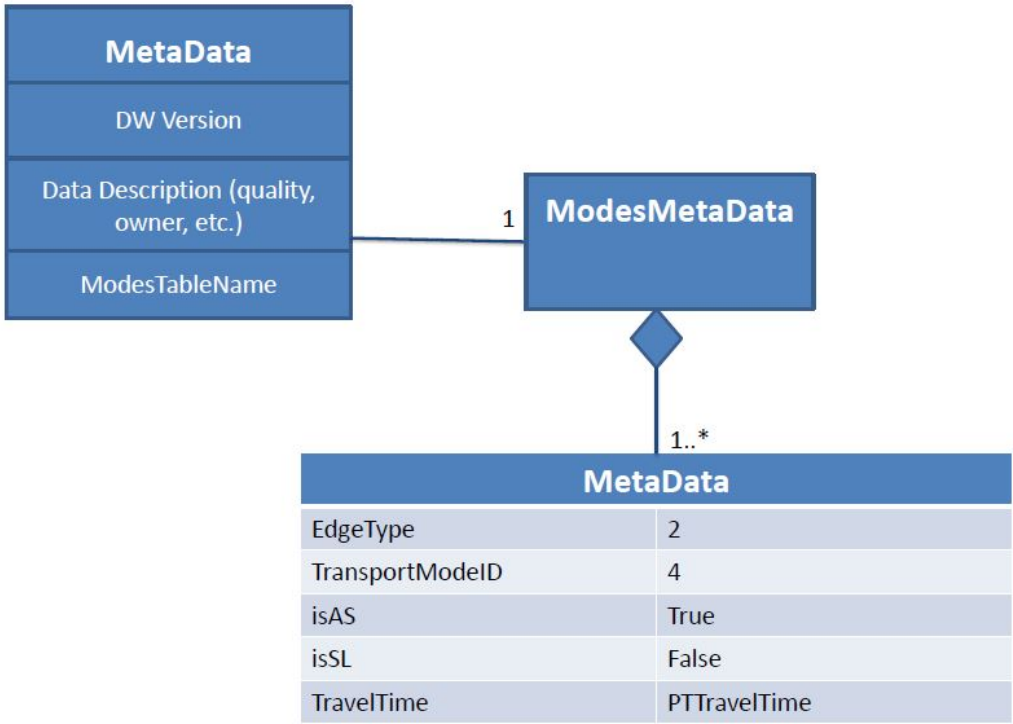 MetaData
DW Version
Data Description (quality,
owner, etc.)
ModesTableName
1
ModesMetaData
1..*
MetaData
EdgeType 2
TransportModeID 4
isAS True
isSL False
TravelTime PTTravelTime